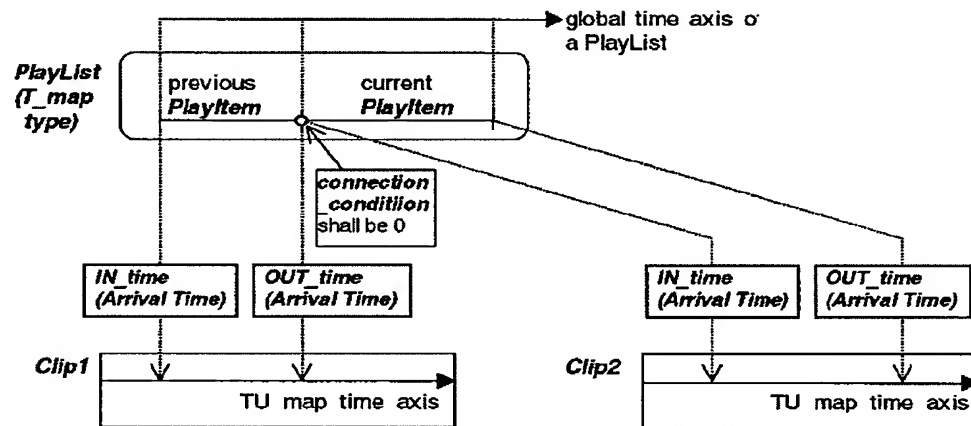 global time axis o
a PlayList
PlayList
(T_map
type)
previous
PlayItem
current
PlayItem
connection
_conditiion
shall be 0
IN_time
(Arrival Time)
OUT_time
(Arrival Time)
IN_time
(Arrival Time)
OUT_time
(Arrival Time)
Clip1
TU map time axis
Clip2
TU map time axis